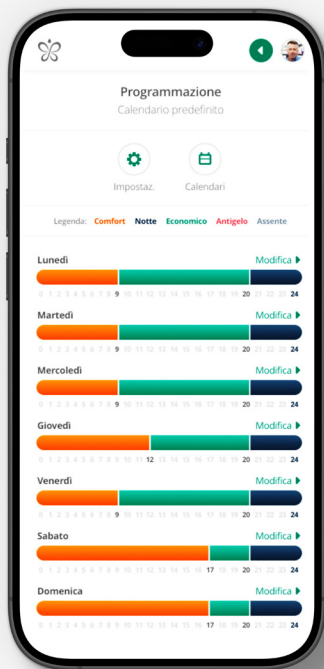 Programmazione
Calendario predefinito
Impostaz. Calendari
Legenda: Comfort Notte Economico Antigelo Assente
Lunedì Modifica
0 1 2 3 4 5 6 7 8 9 10 11 12 13 14 15 16 17 18 19 20 21 22 23 24
Martedì Modifica
0 1 2 3 4 5 6 7 8 9 10 11 12 13 14 15 16 17 18 19 20 21 22 23 24
Mercoledì Modifica
0 1 2 3 4 5 6 7 8 9 10 11 12 13 14 15 16 17 18 19 20 21 22 23 24
Giovedì Modifica
0 1 2 3 4 5 6 7 8 9 10 11 12 13 14 15 16 17 18 19 20 21 22 23 24
Venerdì Modifica
0 1 2 3 4 5 6 7 8 9 10 11 12 13 14 15 16 17 18 19 20 21 22 23 24
Sabato Modifica
0 1 2 3 4 5 6 7 8 9 10 11 12 13 14 15 16 17 18 19 20 21 22 23 24
Domenica Modifica
0 1 2 3 4 5 6 7 8 9 10 11 12 13 14 15 16 17 18 19 20 21 22 23 24